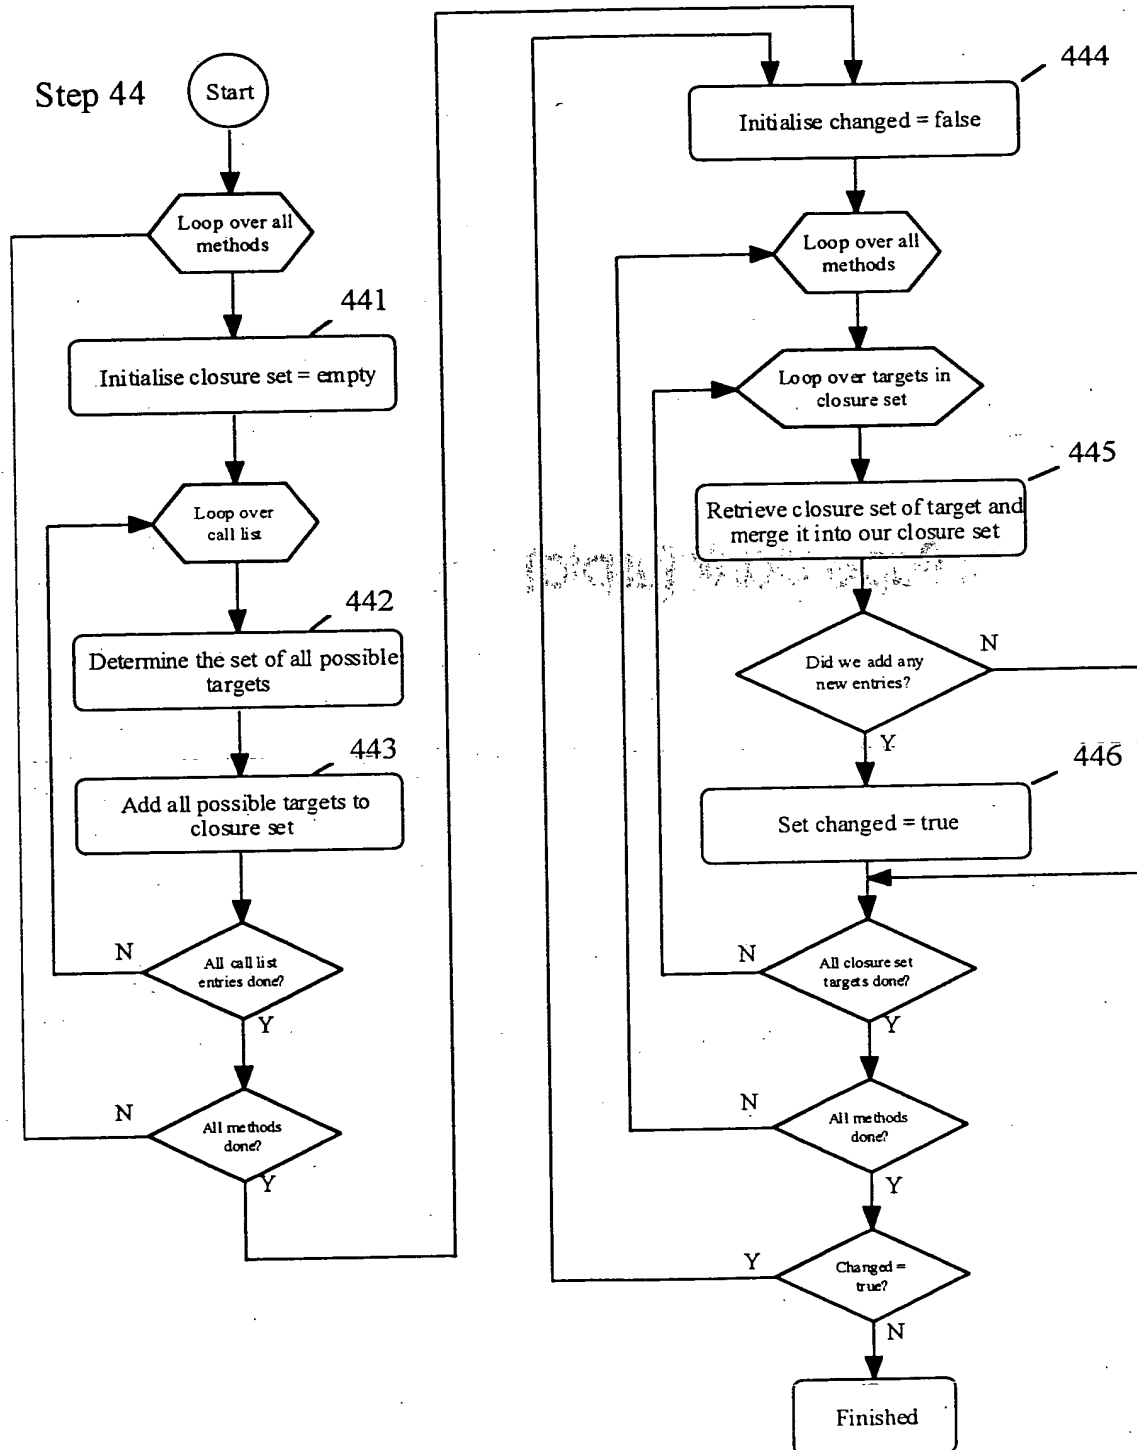 Step 44
Start
Loop over all
methods
441
Initialise closure set = empty
Loop over
call list
442
Determine the set of all possible
targets
443
Add all possible targets to
closure set
N
All call list
entries done?
Y
N
All methods
done?
Y
444
Initialise changed = false
Loop over all
methods
Loop over targets in
closure set
445
Retrieve closure set of target and
merge it into our closure set
Did we add any
new entries?
N
Y
446
Set changed = true
N
All closure set
targets done?
Y
N
All methods
done?
Y
Y
Changed =
true?
N
Finished